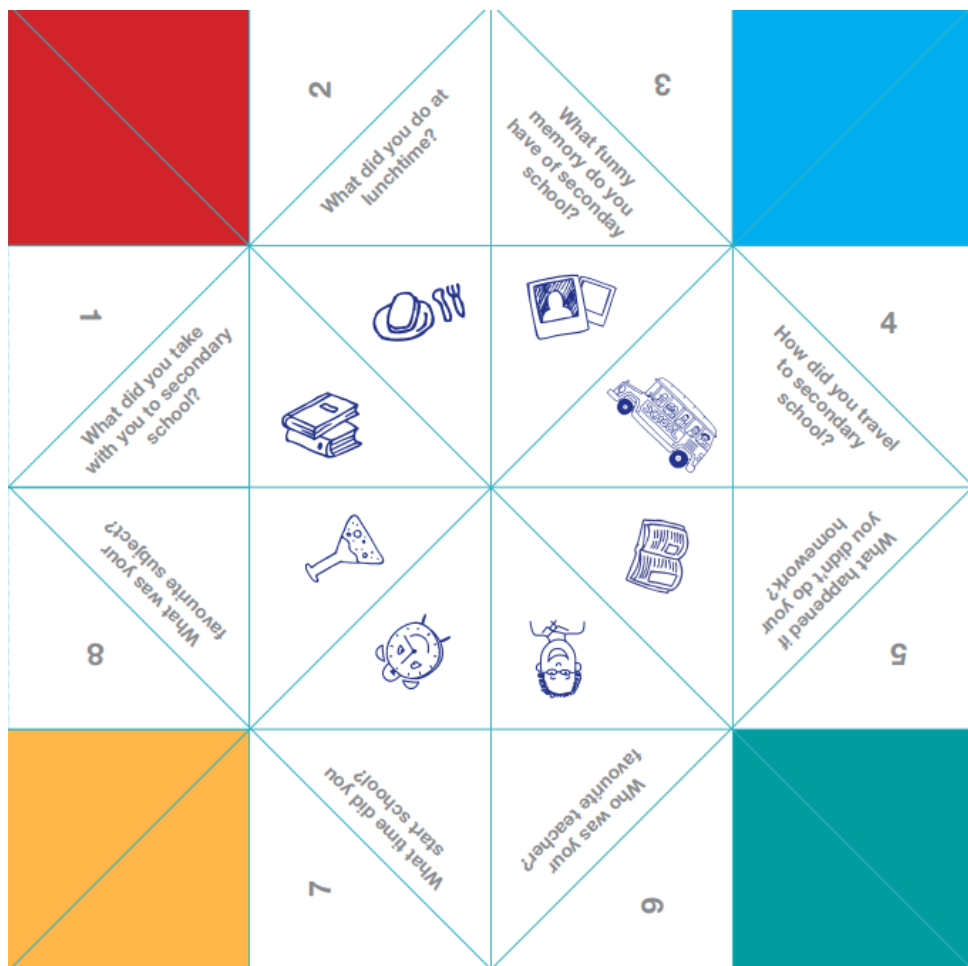 1
What did you take
with you to secondary
school?
2
What did you do at
lunchtime?
3
What funny
memory do you
have of seconday
school?
4
How did you travel
to secondary
school?
5
What happened if
you didn't do your
homework?
6
Who was your
favourite teacher?
7
What time did you
start school?
8
What was your
favourite subject?